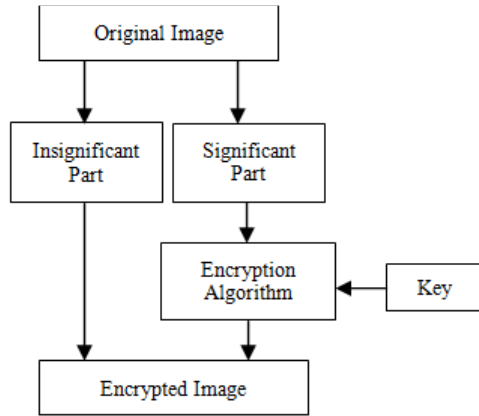 Original Image
Insignificant
Part
Significant
Part
Encryption
Algorithm
Key
Encrypted Image